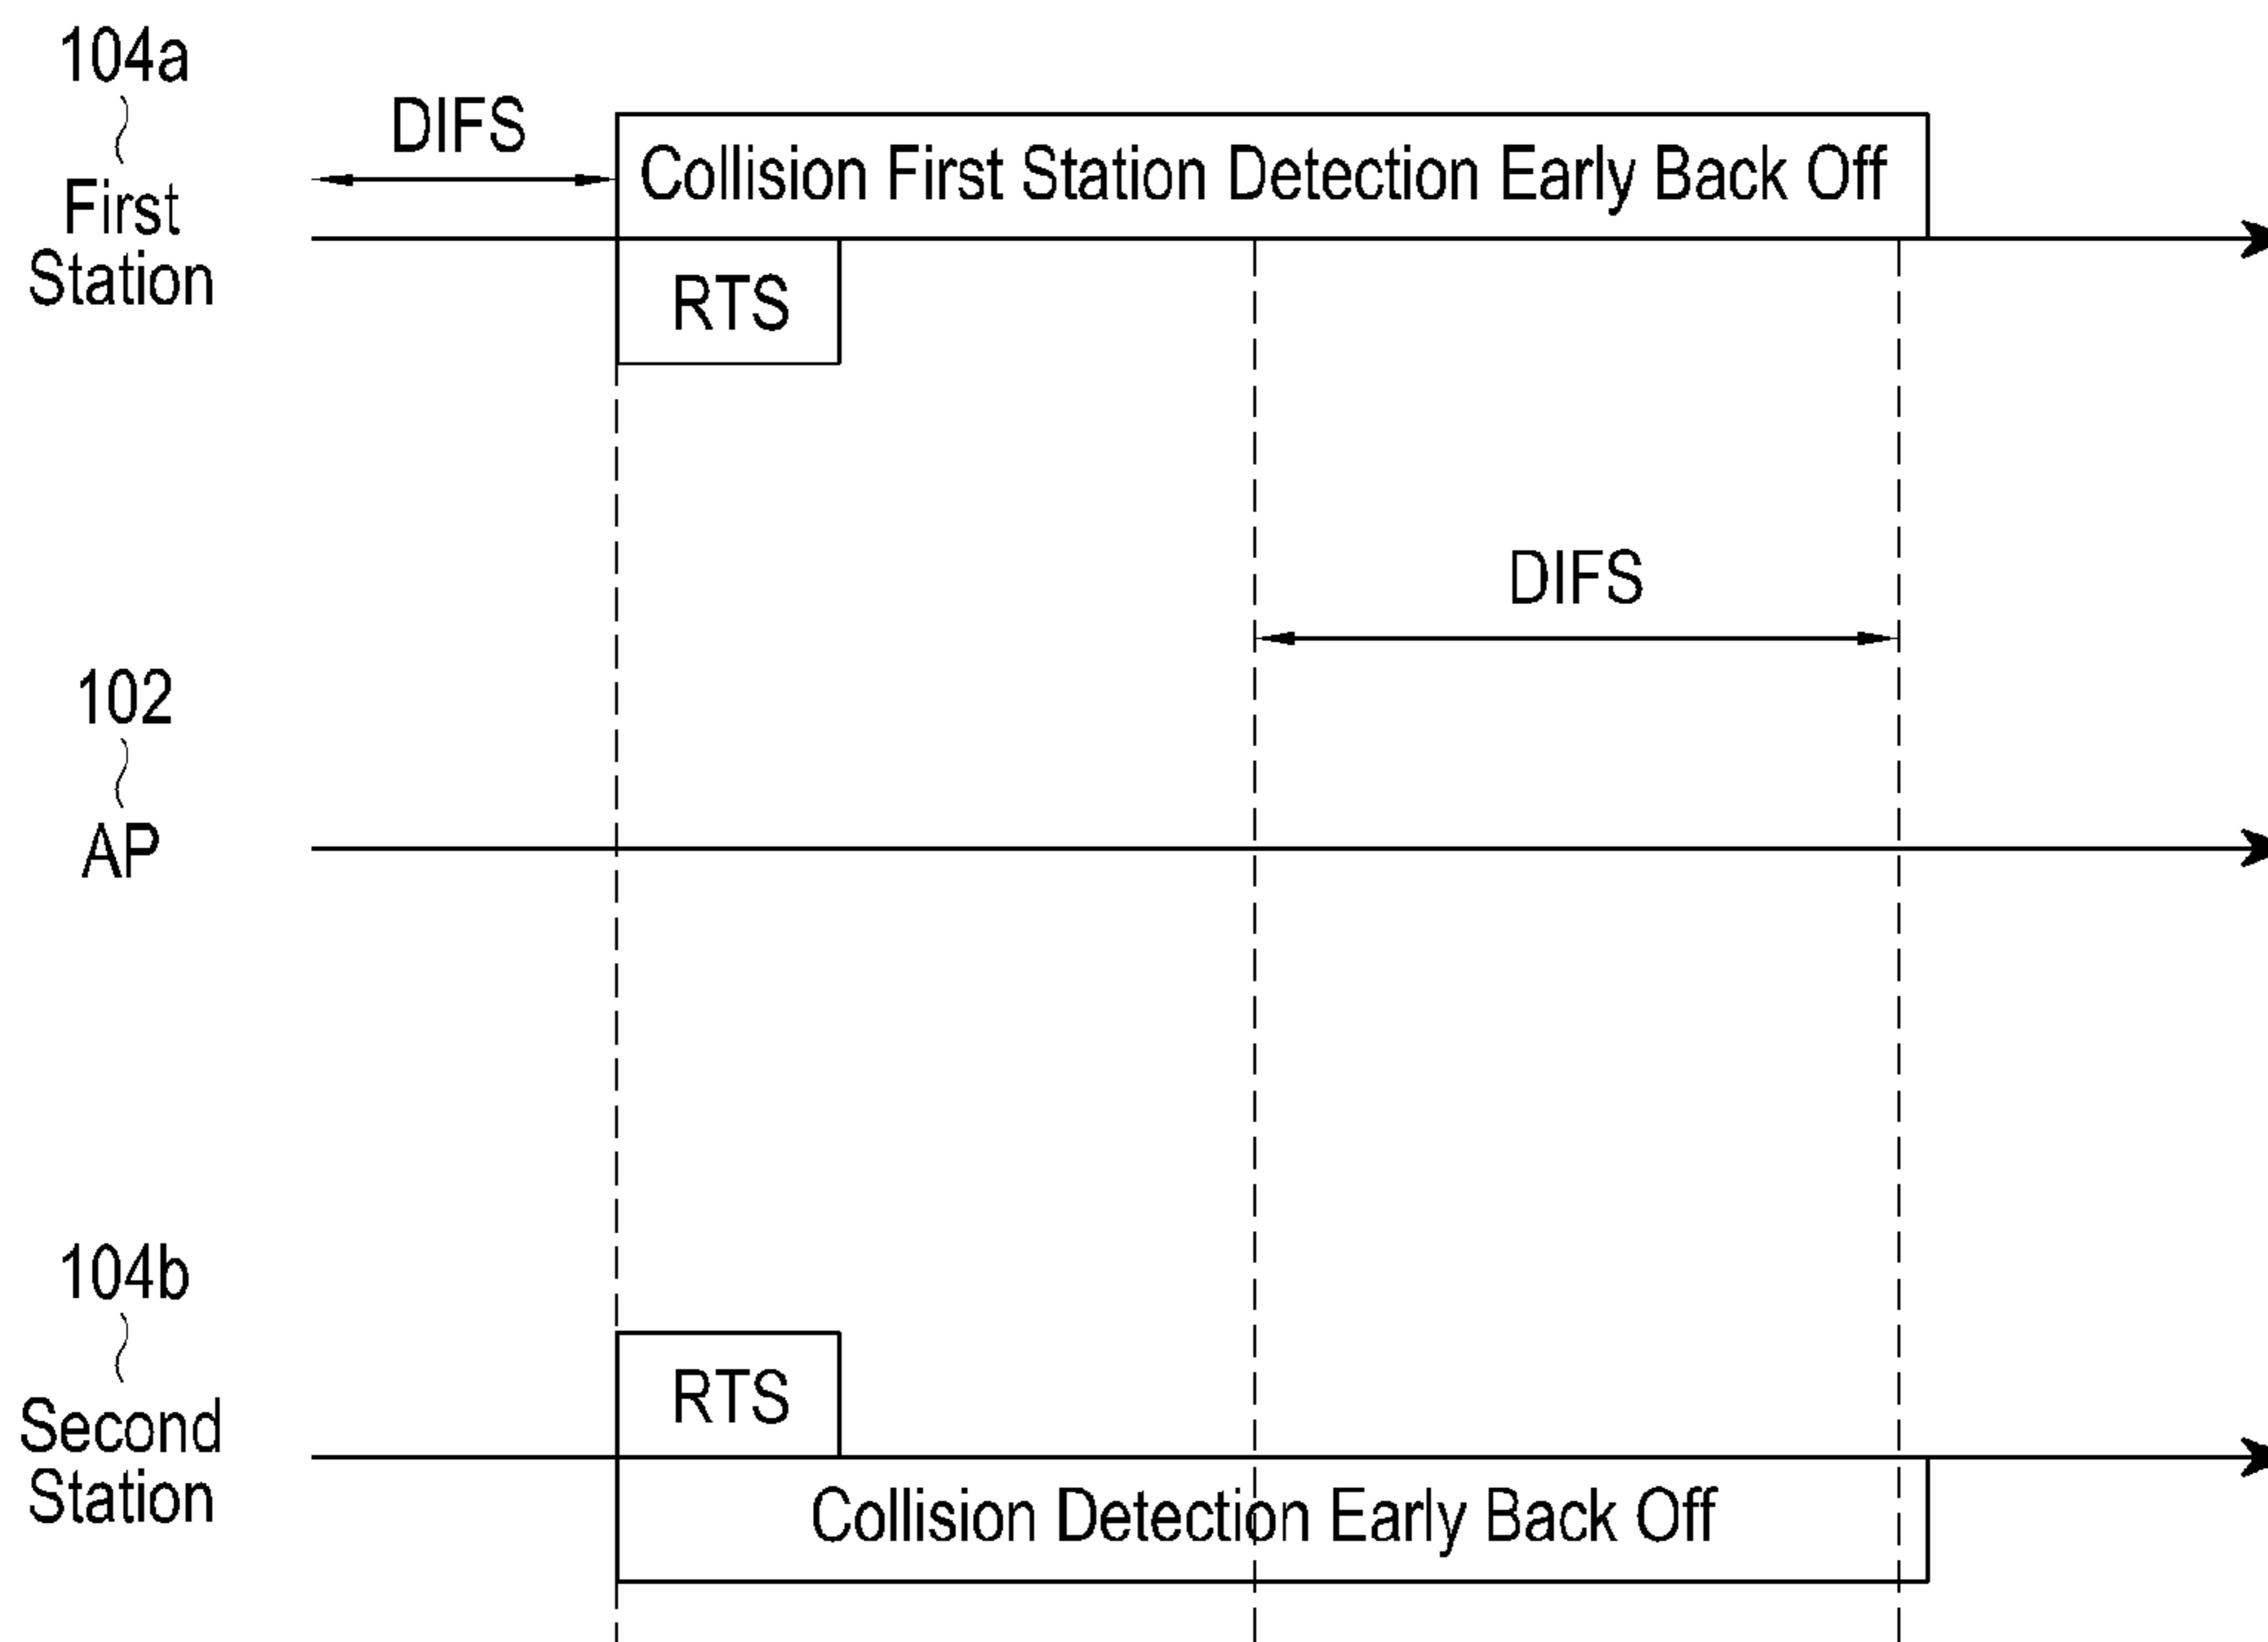 104a
First
Station
DIFS
Collision First Station Detection Early Back Off
RTS
DIFS
102
AP
104b
Second
Station
RTS
Collision Detection Early Back Off